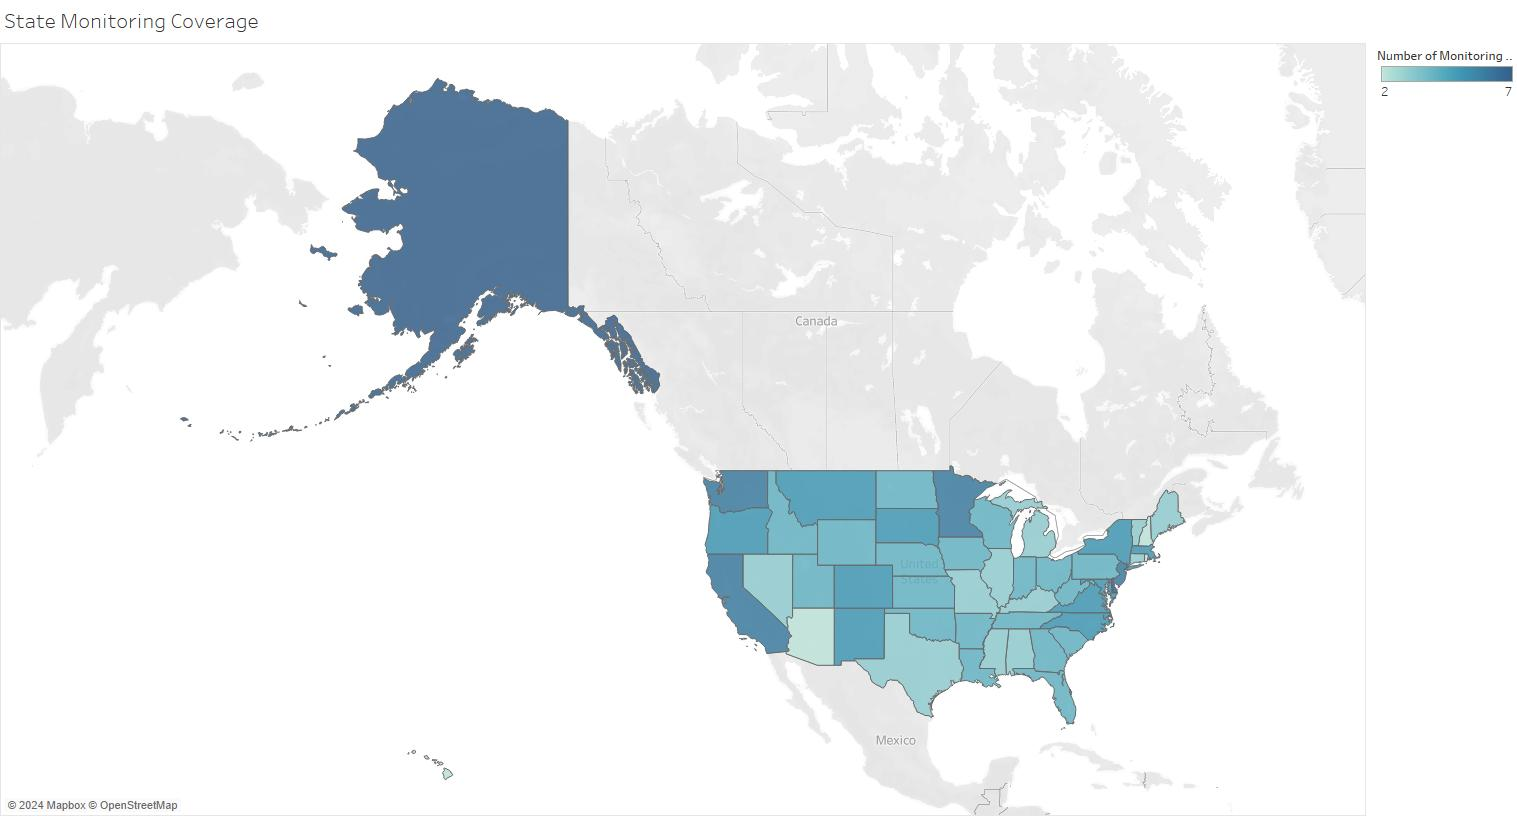 State Monitoring Coverage
Number of Monitoring ..
2 7
Canada
United
States
Mexico
© 2024 Mapbox © OpenStreetMap